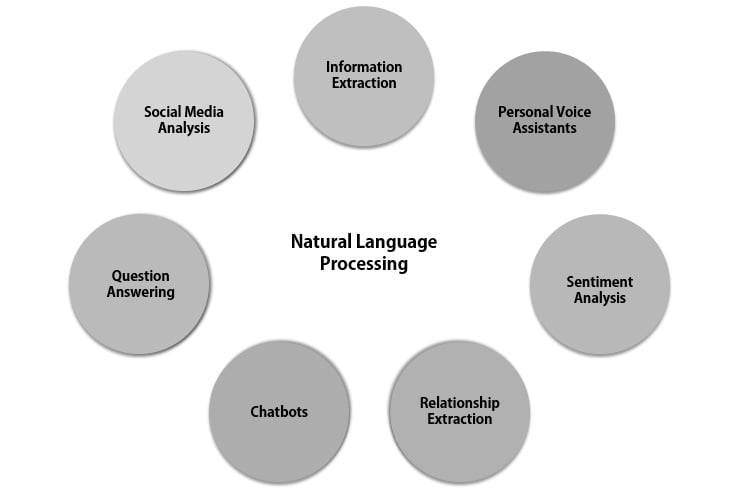 Information
Extraction
Social Media
Analysis
Personal Voice
Assistants
Natural Language
Processing
Question
Answering
Sentiment
Analysis
Chatbots
Relationship
Extraction